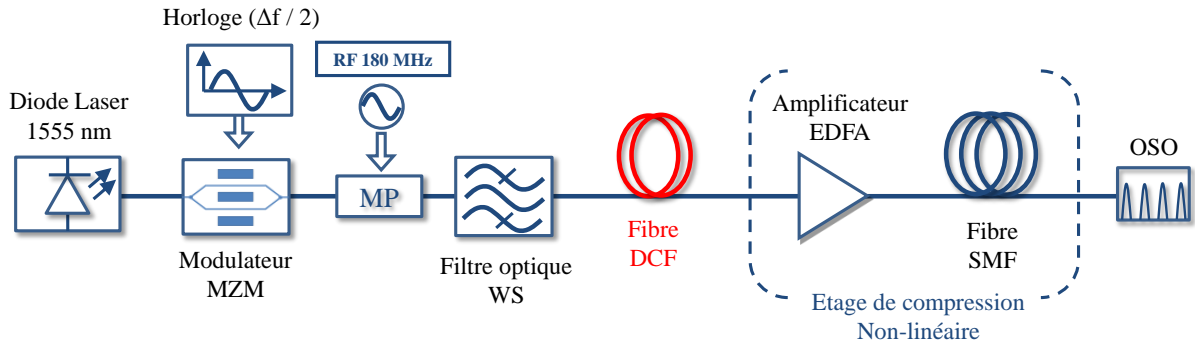 Horloge (Δf / 2)
RF 180 MHz
Diode Laser
1555 nm
Amplificateur
EDFA
OSO
MP
Modulateur
MZM
Filtre optique
WS
Fibre
DCF
Fibre
SMF
Etage de compression
Non-linéaire